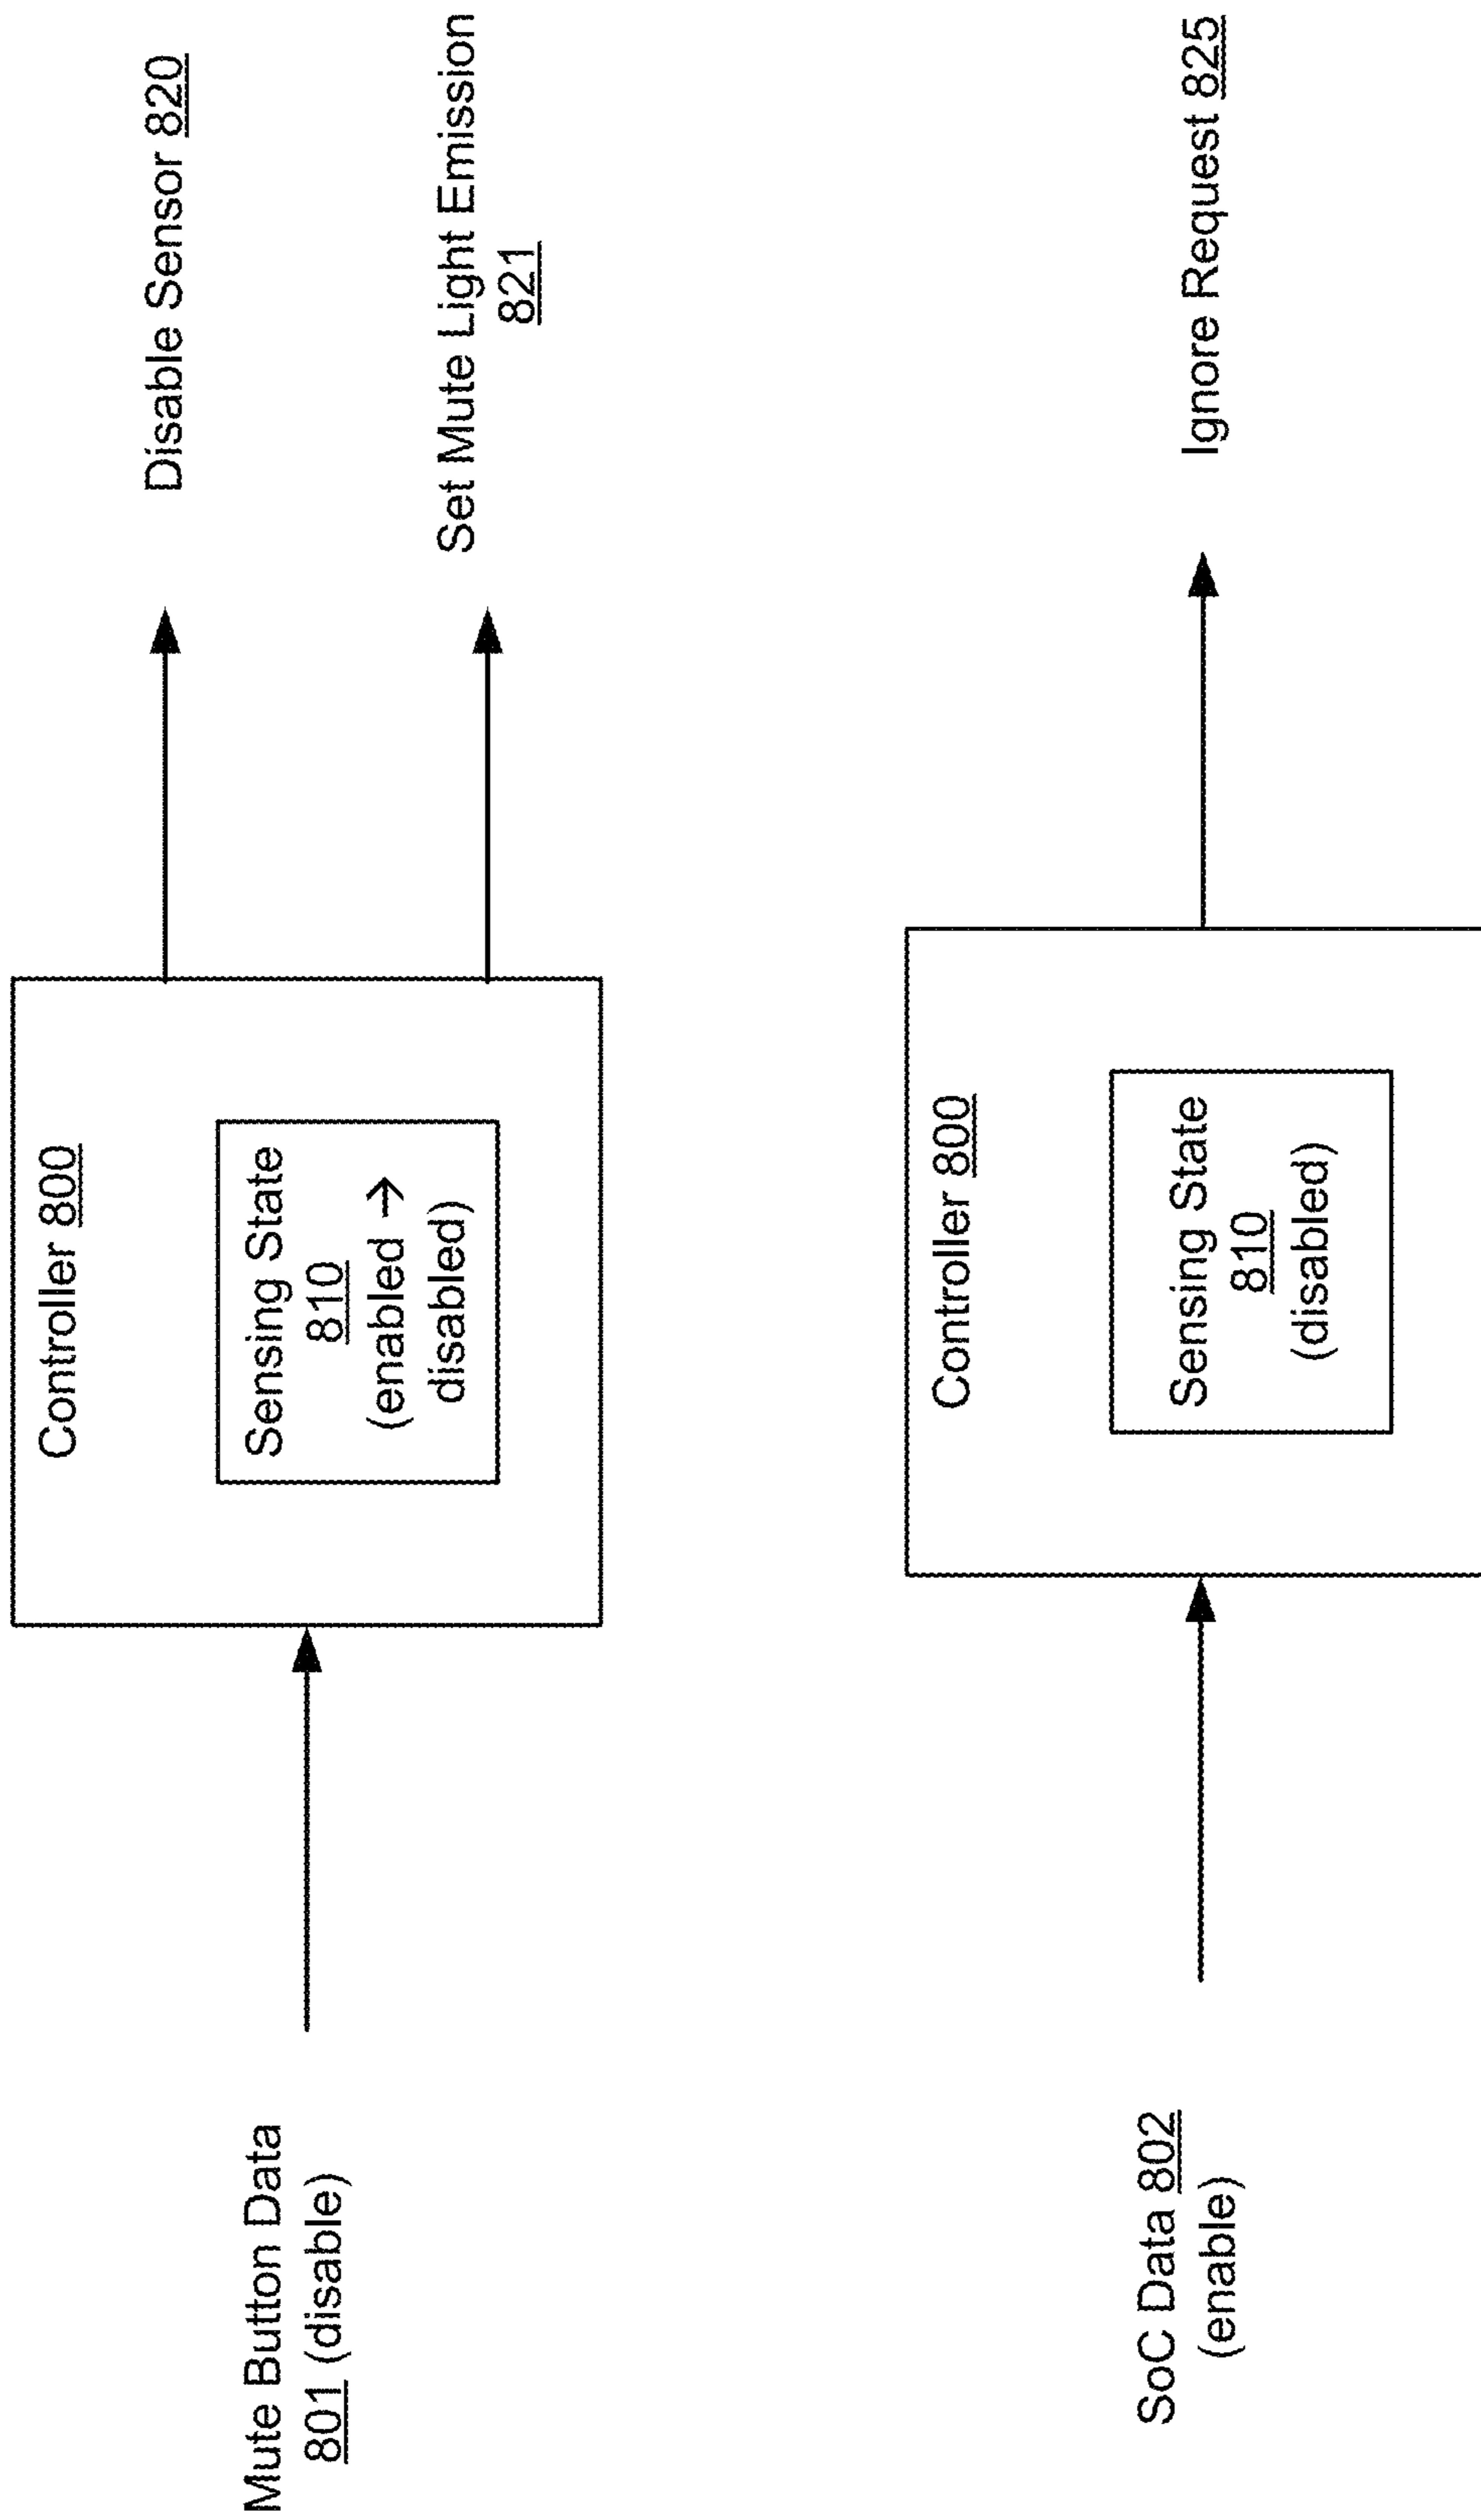 Mute Button Data
801 (disable)
Controller 800
Sensing State
810
(enabled →
disabled)
Disable Sensor 820
Set Mute Light Emission
821
SoC Data 802
(enable)
Controller 800
Sensing State
810
(disabled)
Ignore Request 825